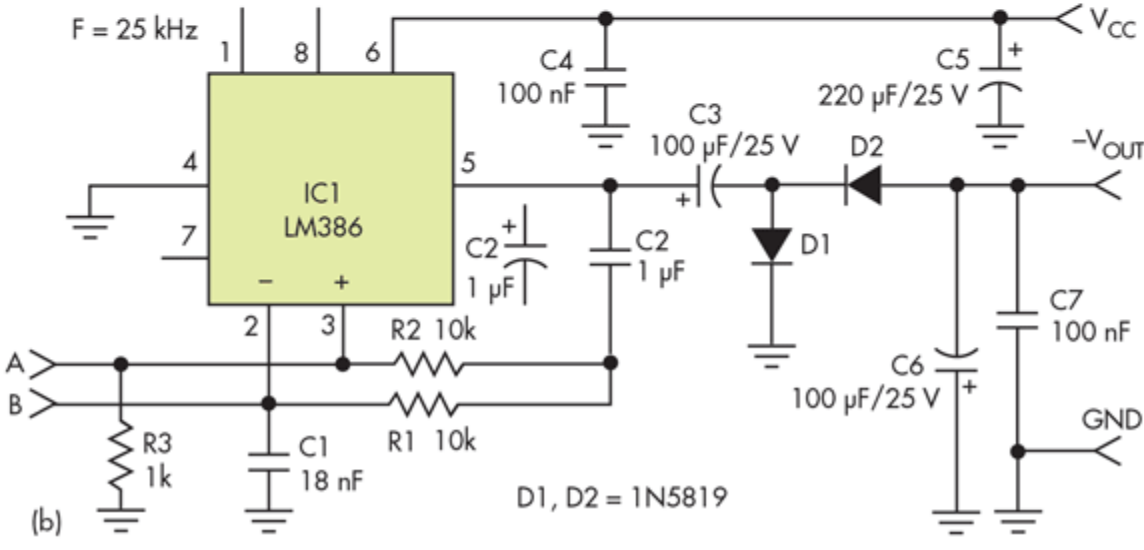 F = 25 kHz
1
8
6
VCC
C4
100 nF
C5
+
220 µF/25 V
C3
100 µF/25 V
+
D2
–VOUT
4
5
IC1
LM386
7
– +
C2
+
1 µF
C2
1 µF
D1
2
3
R2 10k
R1 10k
A
B
R3
1k
C1
18 nF
C6
100 µF/25 V
+
C7
100 nF
GND
D1, D2 = 1N5819
(b)